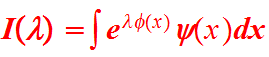 I(λ) = ∫ e^{λϕ(x)} ψ(x)dx